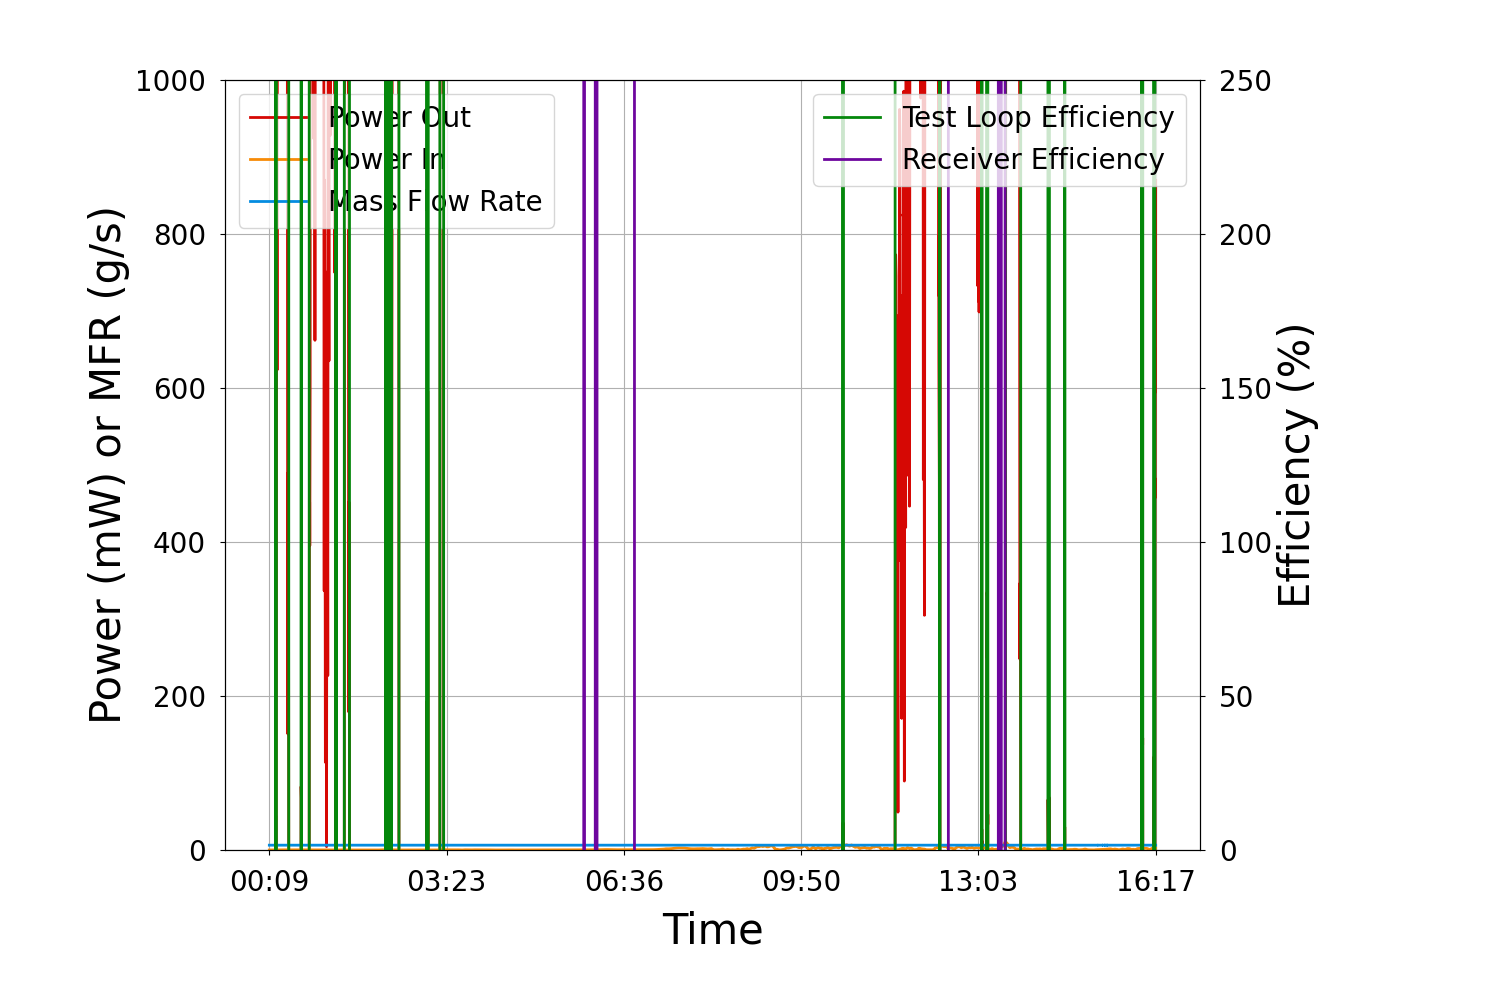 1000
800
600
400
200
0
Power (mW) or MFR (g/s)
Power Out
Power In
Mass Flow Rate
Test Loop Efficiency
Receiver Efficiency
250
200
150
100
50
0
Efficiency (%)
00:09 03:23 06:36 09:50 13:03 16:17
Time